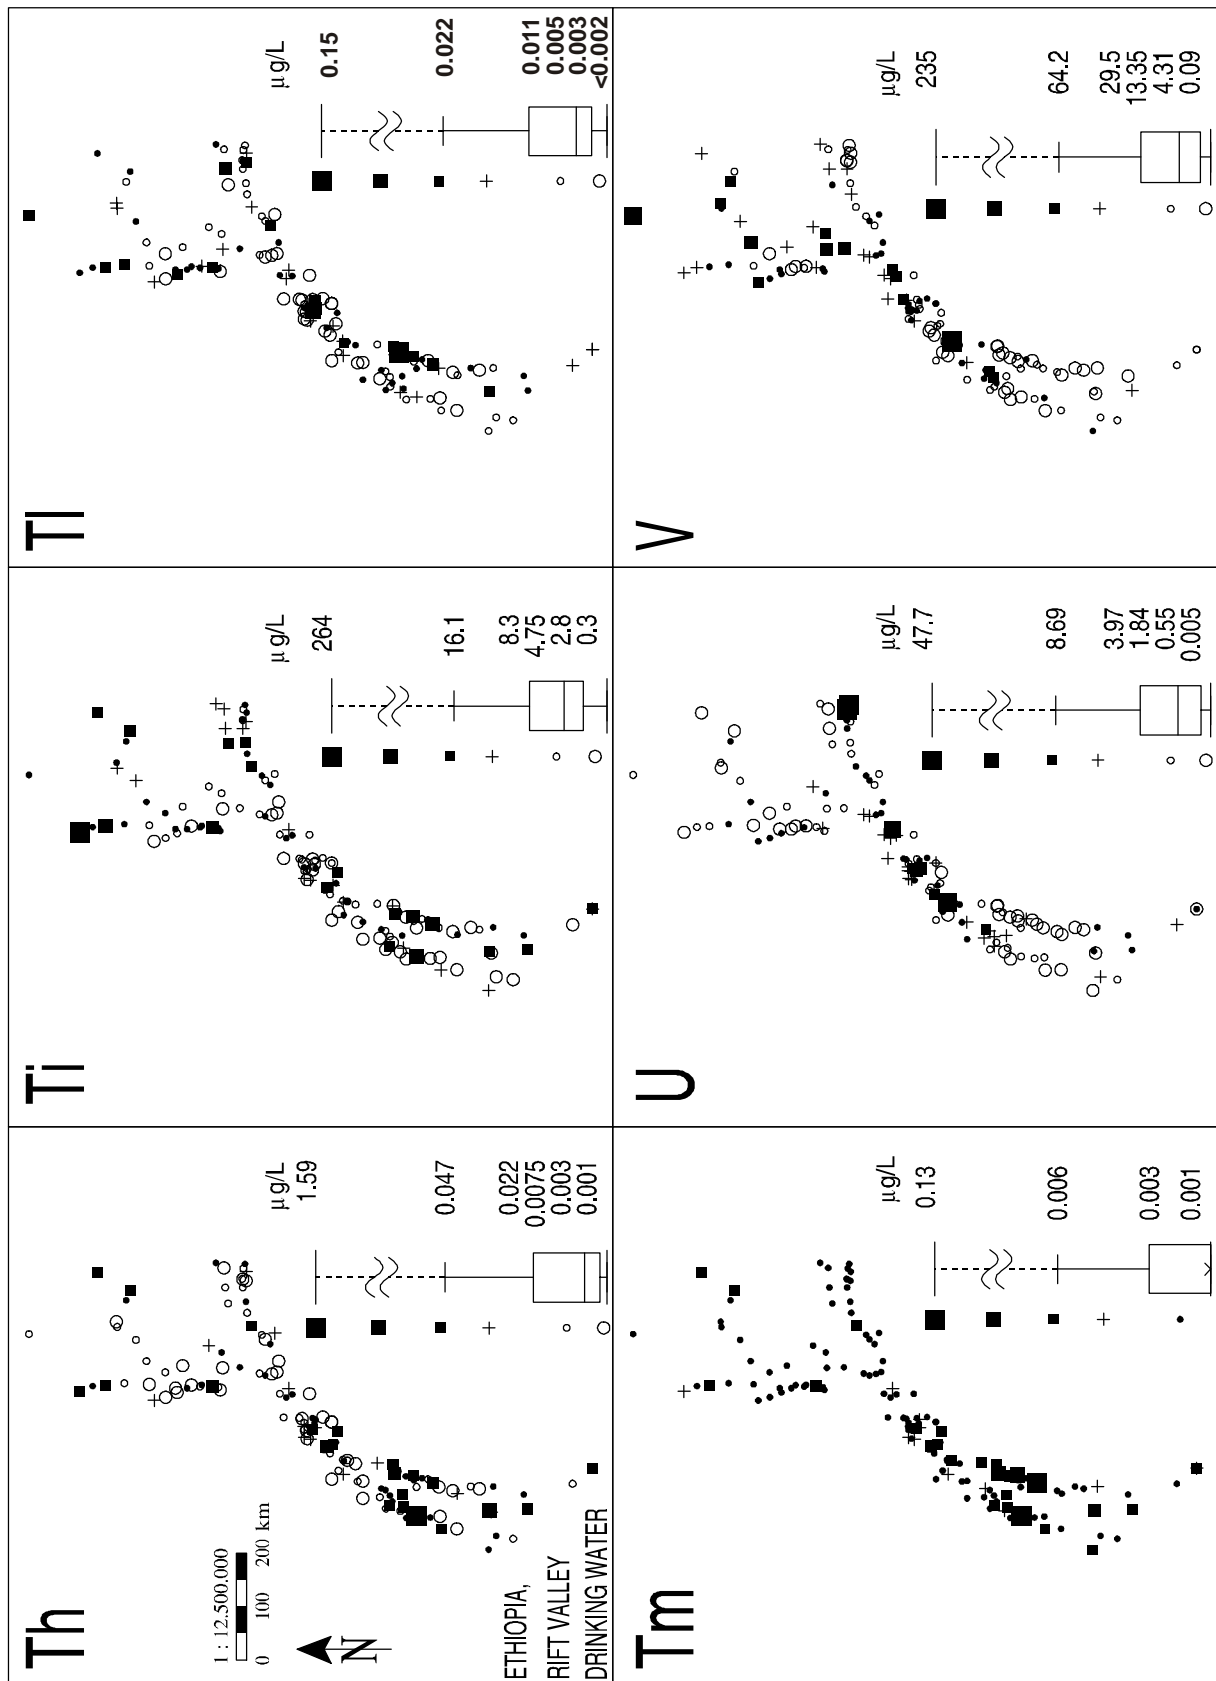 Th
1 : 12.500.000
0 100 200 km
N
ETHIOPIA,
RIFT VALLEY
DRINKING WATER
µg/L
1.59
0.047
0.022
0.0075
0.003
0.001
Ti
µg/L
264
16.1
8.3
4.75
2.8
0.3
Tl
µg/L
0.15
0.022
0.011
0.005
0.003
<0.002
Tm
µg/L
0.13
0.006
0.003
0.001
U
µg/L
47.7
8.69
3.97
1.84
0.55
0.005
V
µg/L
235
64.2
29.5
13.35
4.31
0.09